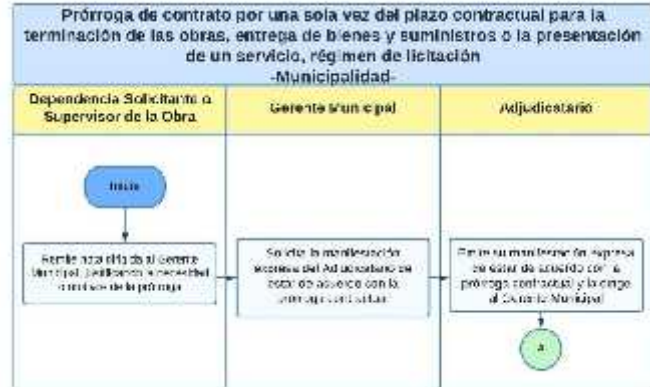 Prórroga de contrato por una sola vez del plazo contractual para la
terminación de las obras, entrega de bienes y suministros o la presentación
de un servicio, régimen de licitación
-Municipalidad-
Dependencia Solicitante o
Supervisor de la Obra
Gerente Municipal
Adjudicatario
Inicio
Remite nota dirigida al Gerente
Municipal, justificando la necesidad
o motivos de la prórroga
Solicita la manifestación
expresa del Adjudicatario de
estar de acuerdo con la
prórroga contractual
Emite su manifestación expresa
de estar de acuerdo con la
prórroga contractual y la dirige
al Gerente Municipal
A